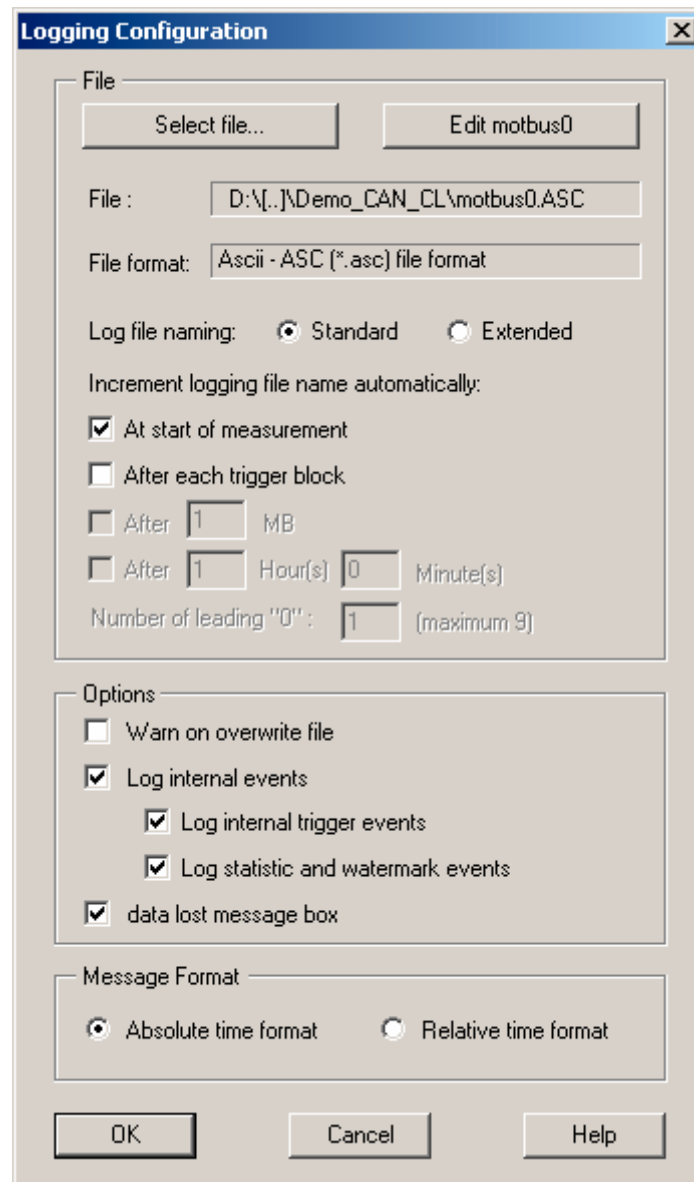 Logging Configuration
File
Select file...
Edit motbus0
File :
D:\[..]\Demo_CAN_CL\motbus0.ASC
File format:
Ascii - ASC (*.asc) file format
Log file naming:
Standard
Extended
Increment logging file name automatically:
At start of measurement
After each trigger block
After 1 MB
After 1 Hour(s) 0 Minute(s)
Number of leading "0" : 1 (maximum 9)
Options
Warn on overwrite file
Log internal events
Log internal trigger events
Log statistic and watermark events
data lost message box
Message Format
Absolute time format
Relative time format
OK
Cancel
Help